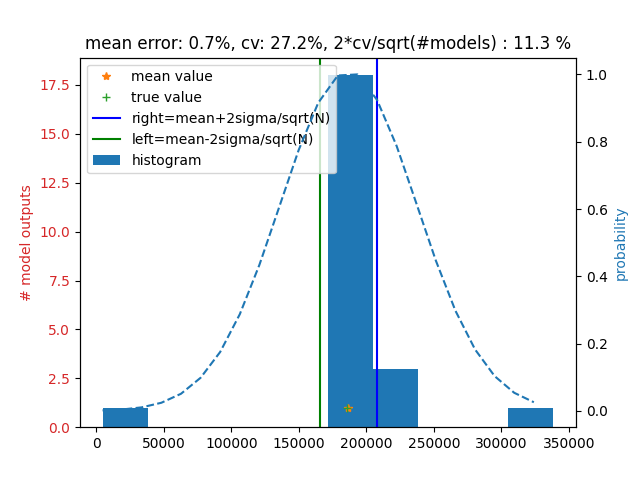 mean error: 0.7%, cv: 27.2%, 2*cv/sqrt(#models) : 11.3 %
mean value
true value
right=mean+2sigma/sqrt(N)
left=mean-2sigma/sqrt(N)
histogram
# model outputs
17.5
15.0
12.5
10.0
7.5
5.0
2.5
0.0
1.0
0.8
0.6
0.4
0.2
0.0
probability
0 50000 100000 150000 200000 250000 300000 350000